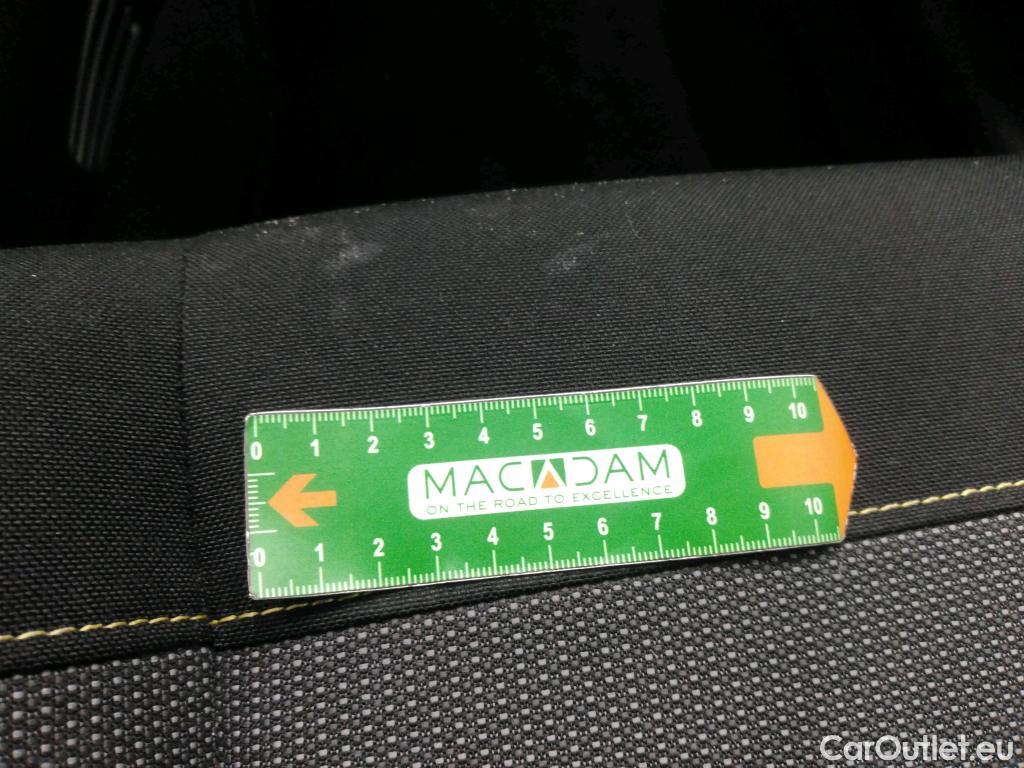 0 1 2 3 4 5 6 7 8 9 10
MACADAM
ON THE ROAD TO EXCELLENCE
0 1 2 3 4 5 6 7 8 9 10
CarOutlet.eu